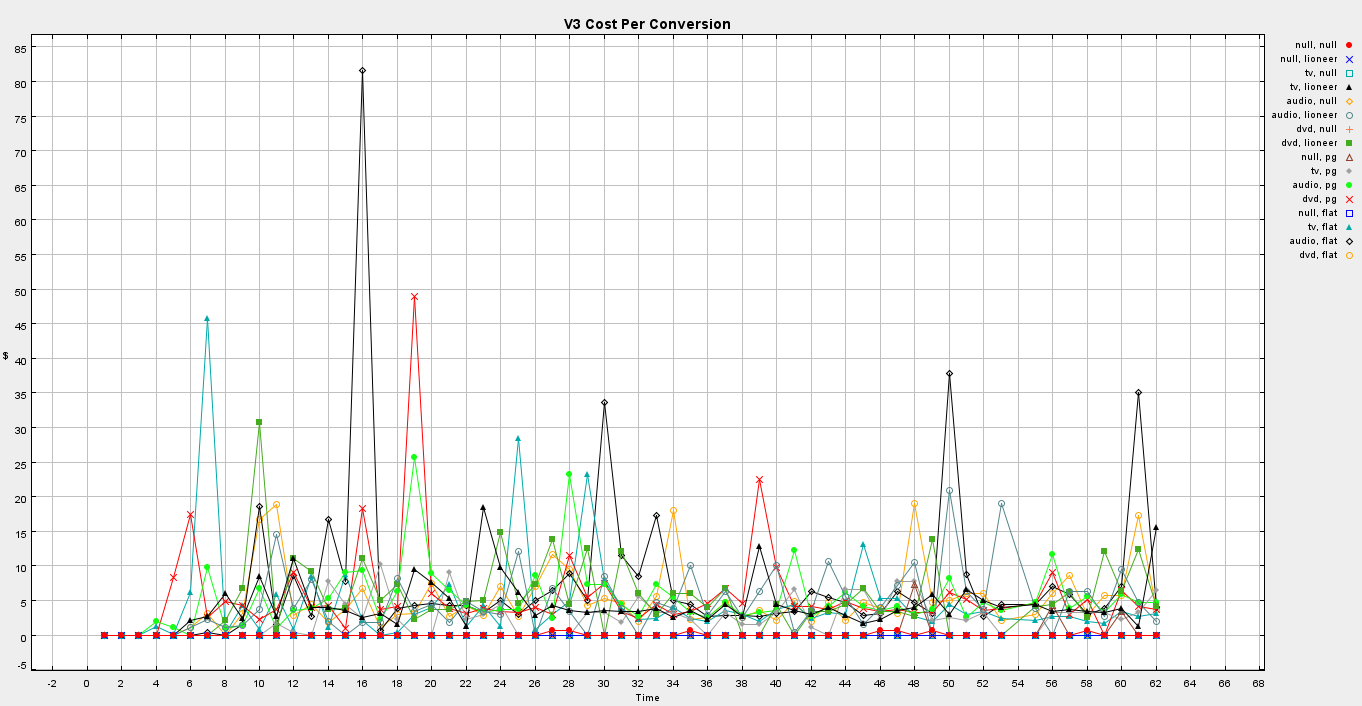 V3 Cost Per Conversion
85
80
75
70
65
60
55
50
45
40
35
30
25
20
15
10
5
0
-5
$
-2 0 2 4 6 8 10 12 14 16 18 20 22 24 26 28 30 32 34 36 38 40 42 44 46 48 50 52 54 56 58 60 62 64 66 68
Time
null, null
null, lioneer
tv, null
tv, lioneer
audio, null
audio, lioneer
dvd, null
dvd, lioneer
null, pg
tv, pg
audio, pg
dvd, pg
null, flat
tv, flat
audio, flat
dvd, flat